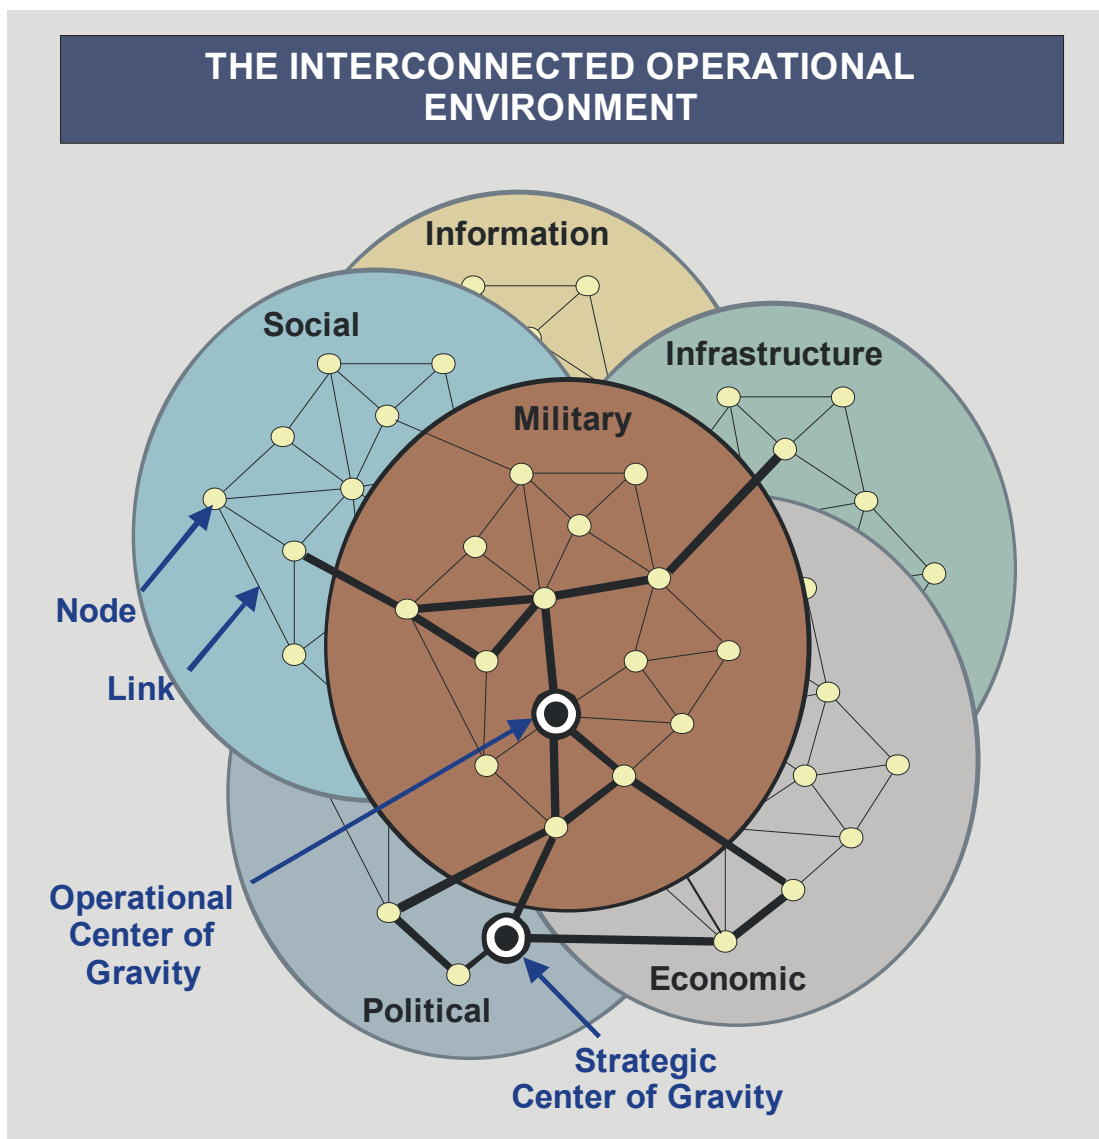 THE INTERCONNECTED OPERATIONAL
ENVIRONMENT
Information
Social
Infrastructure
Military
Node
Link
Operational
Center of
Gravity
Economic
Political
Strategic
Center of Gravity